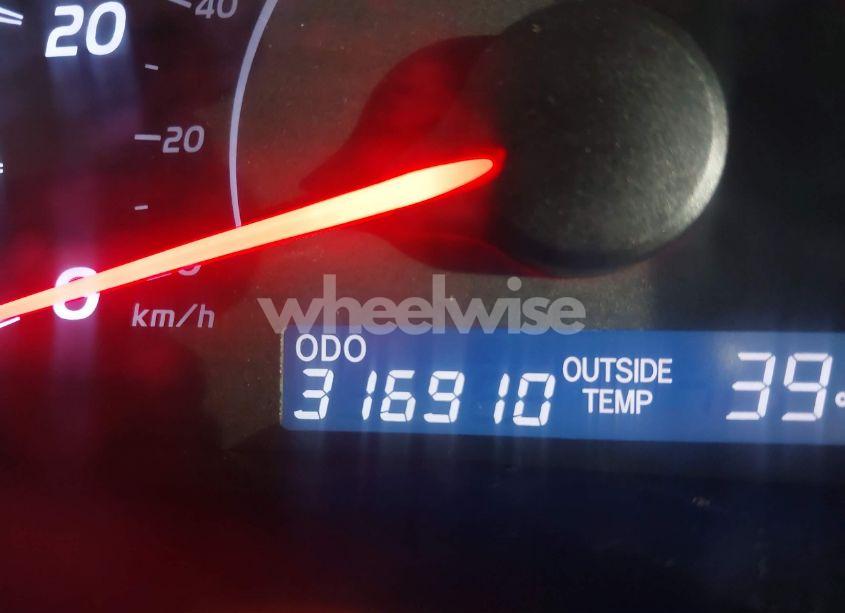 20
40
20
0
km/h
wheelwise
ODO
316910
OUTSIDE
TEMP
39